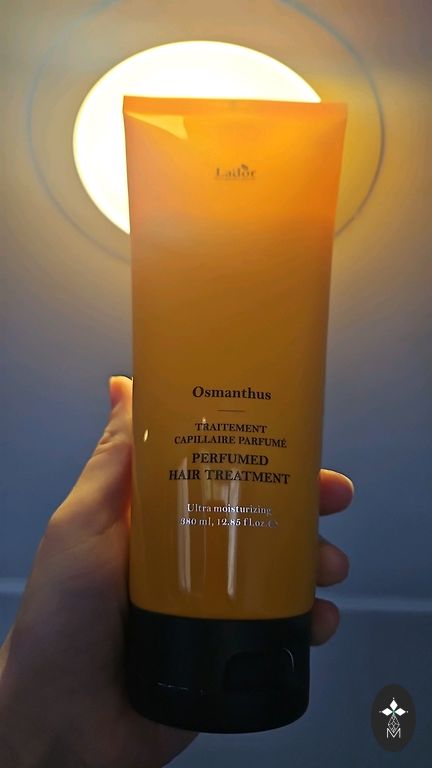 Lador
Osmanthus
TRAITEMENT
CAPILLAIRE PARFUMÉ
PERFUMED
HAIR TREATMENT
Ultra moisturizing
380 ml, 12.85 fl.oz.℮
M